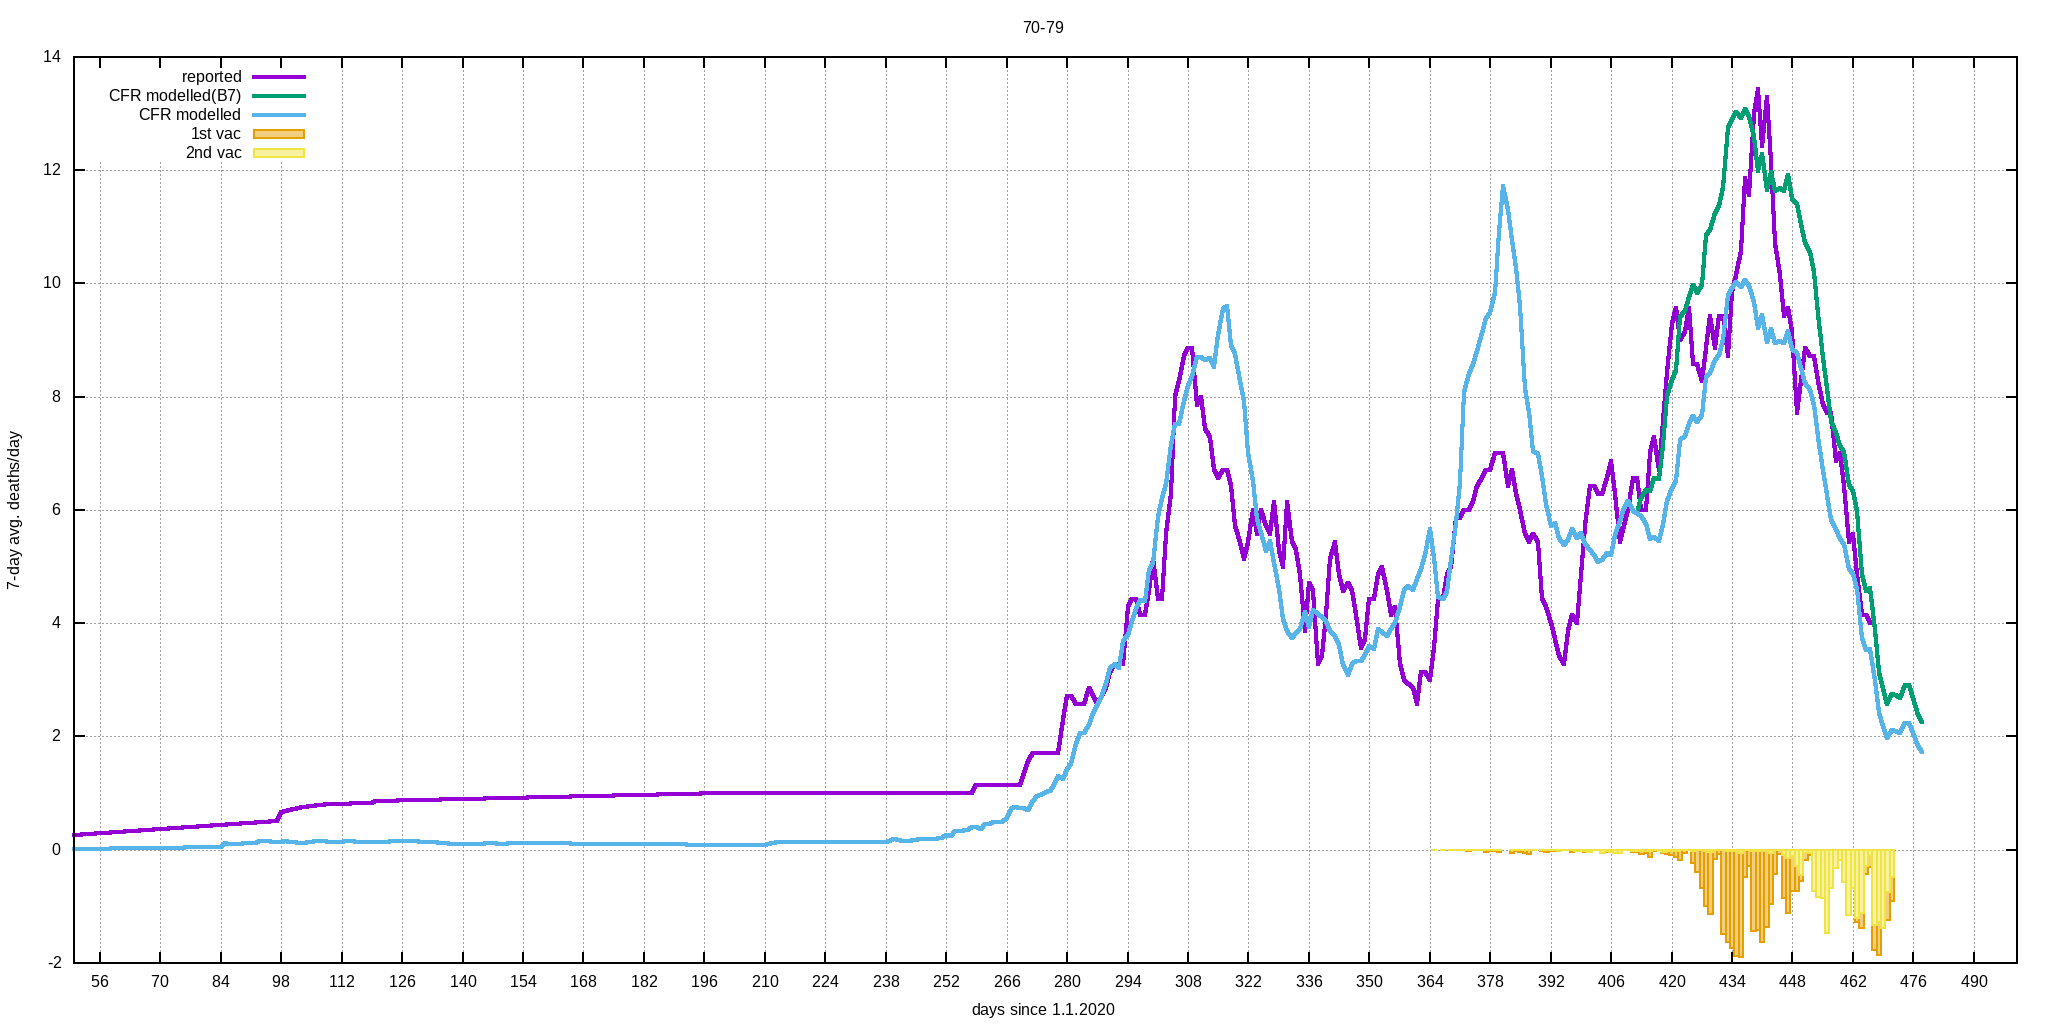 70-79
14
12
10
8
6
4
2
0
-2
7-day avg. deaths/day
reported
CFR modelled(B7)
CFR modelled
1st vac
2nd vac
56 70 84 98 112 126 140 154 168 182 196 210 224 238 252 266 280 294 308 322 336 350 364 378 392 406 420 434 448 462 476 490
days since 1.1.2020